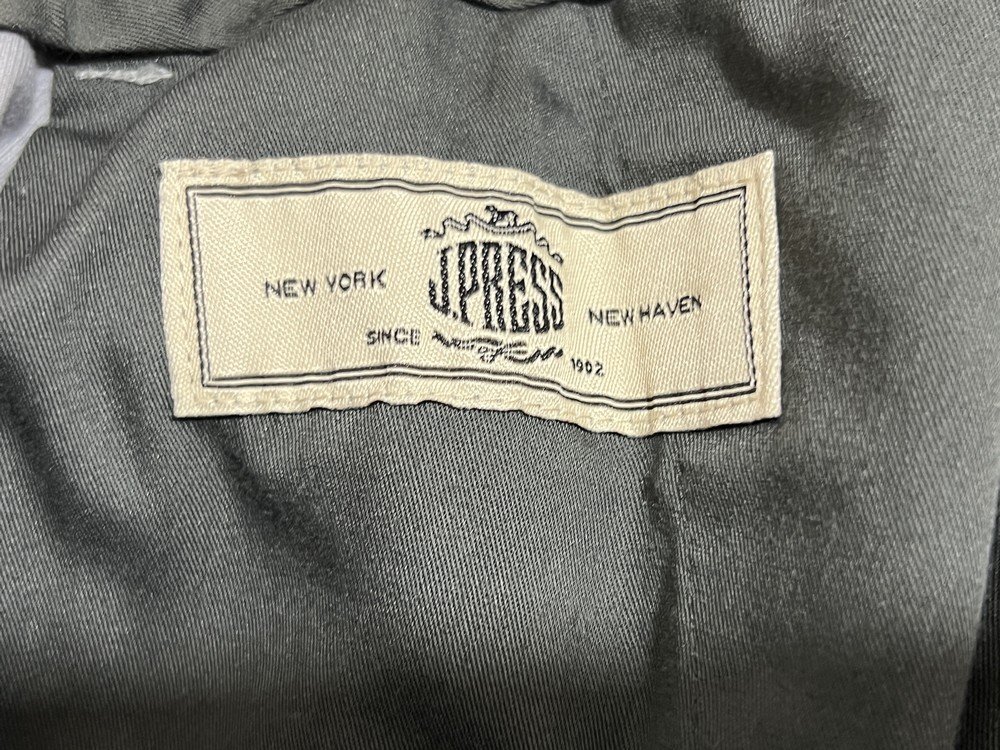 J.PRESS
NEW YORK
NEW HAVEN
SINCE 1902